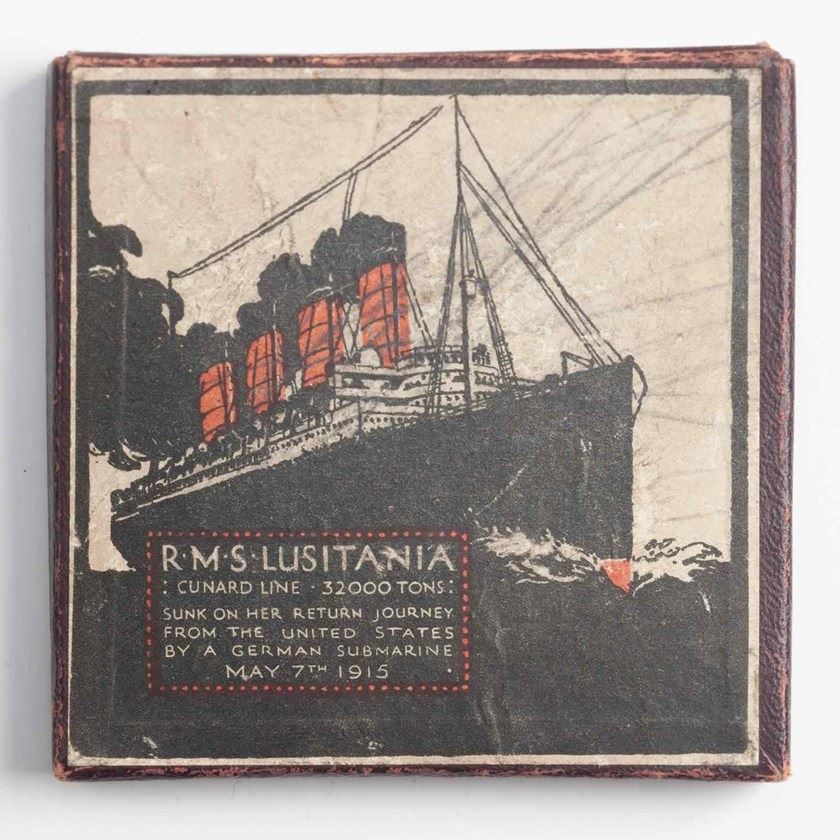 R·M·S·LUSITANIA
: CUNARD LINE · 32000 TONS :
SUNK ON HER RETURN JOURNEY
FROM THE UNITED STATES
BY A GERMAN SUBMARINE
MAY 7TH 1915